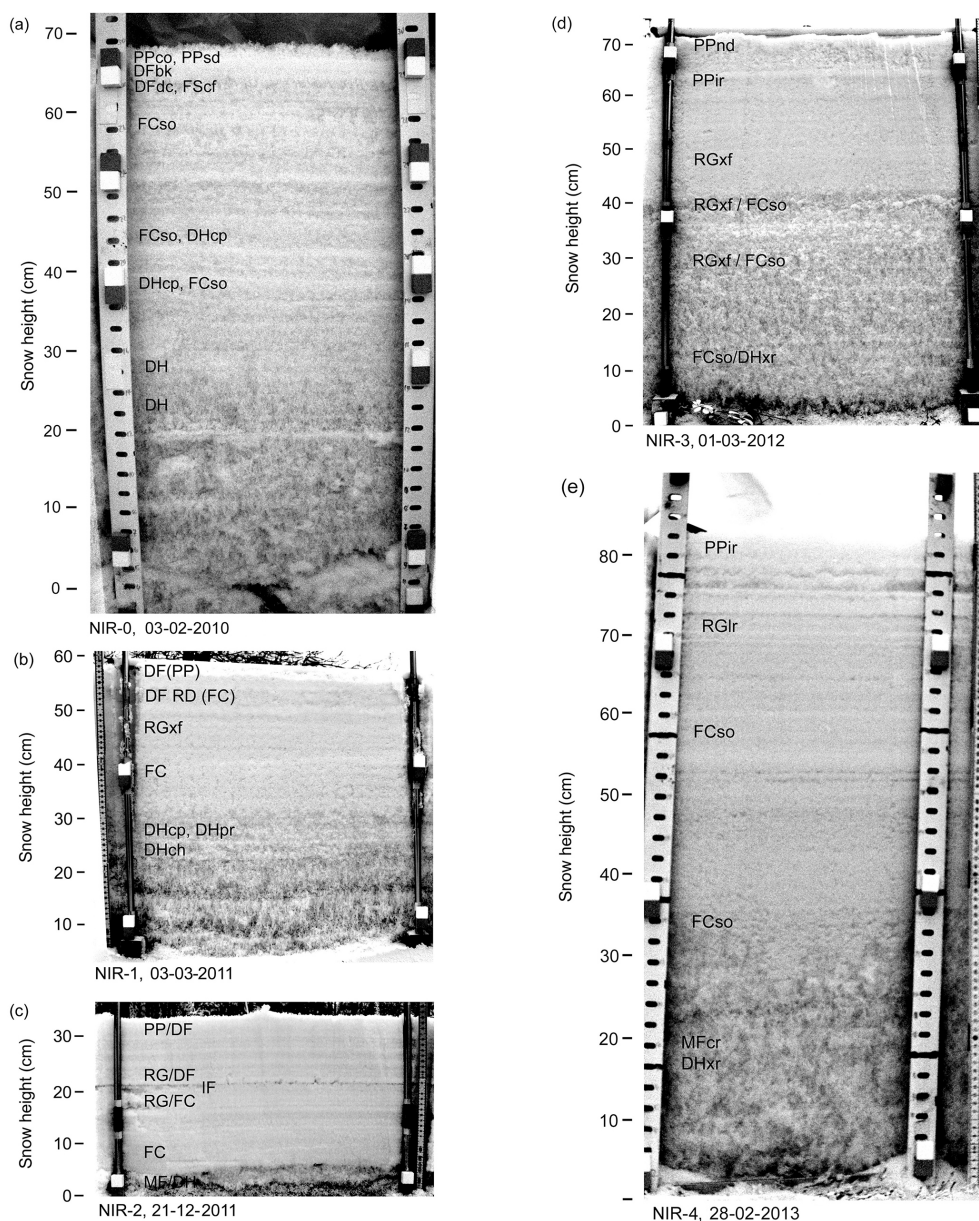 (a)
70
60
50
40
30
20
10
0
Snow height (cm)
PPco, PPsd
DFbk
DFdc, FScf
FCso
FCso, DHcp
DHcp, FCso
DH
DH
NIR-0, 03-02-2010
(b)
60
50
40
30
20
10
Snow height (cm)
DF(PP)
DF RD (FC)
RGxf
FC
DHcp, DHpr
DHch
NIR-1, 03-03-2011
(c)
30
20
10
0
Snow height (cm)
PP/DF
RG/DF
IF
RG/FC
FC
MF/DH
NIR-2, 21-12-2011
(d)
70
60
50
40
30
20
10
0
Snow height (cm)
PPnd
PPir
RGxf
RGxf / FCso
RGxf / FCso
FCso/DHxr
NIR-3, 01-03-2012
(e)
80
70
60
50
40
30
20
10
Snow height (cm)
PPir
RGlr
FCso
FCso
MFcr
DHxr
NIR-4, 28-02-2013